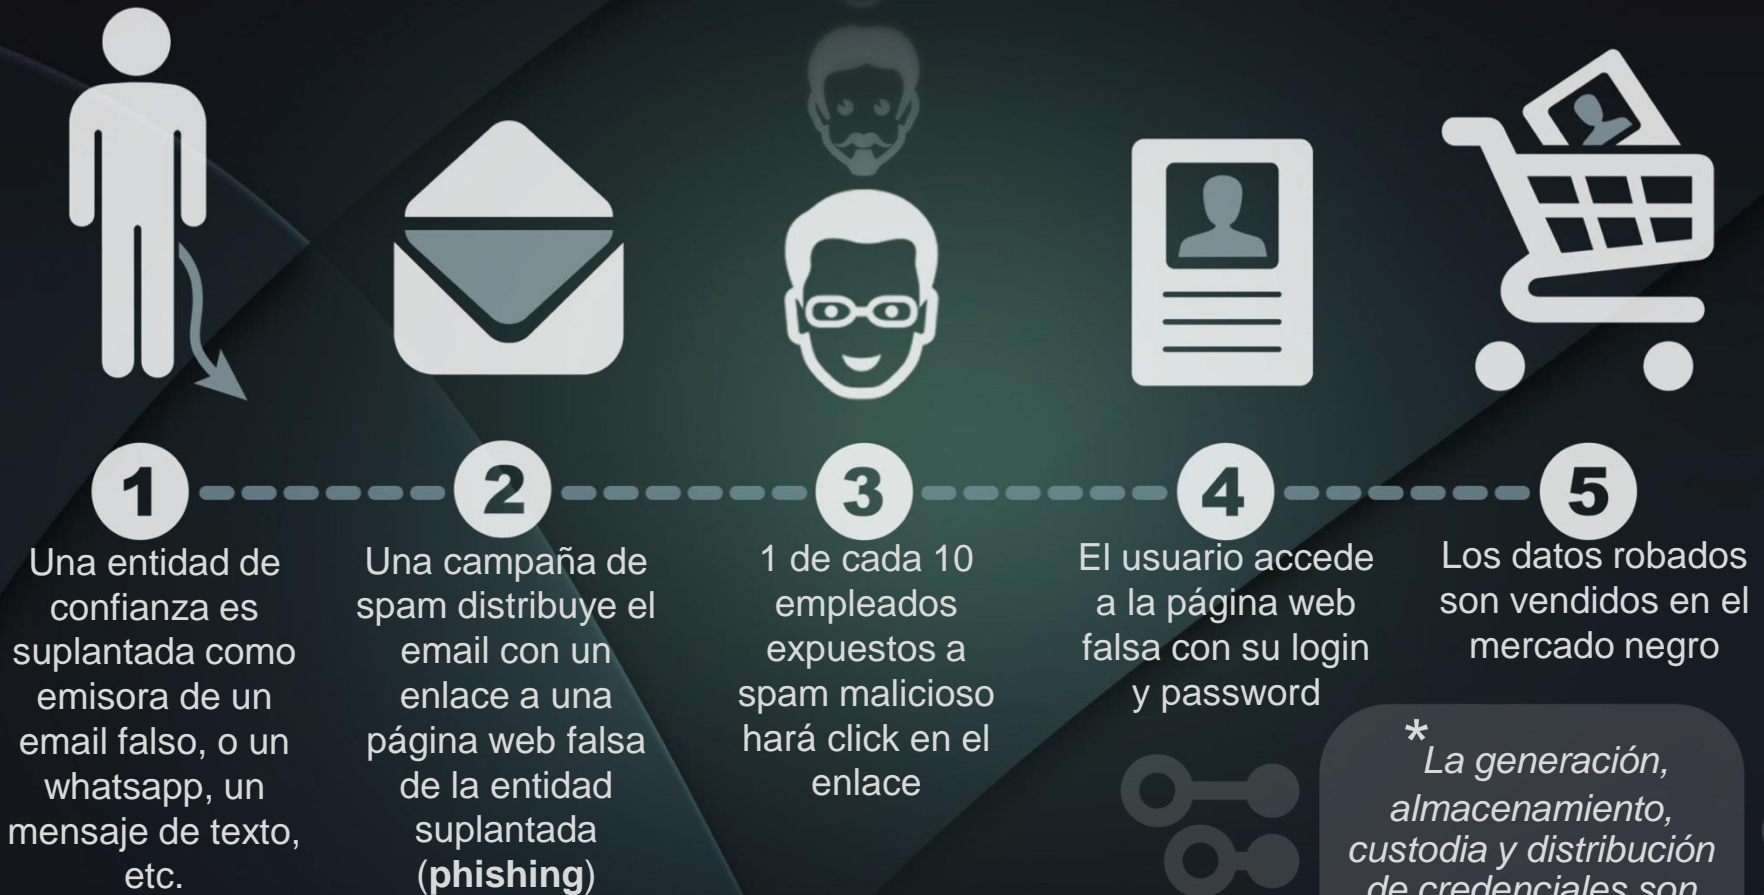 1
Una entidad de
confianza es
suplantada como
emisora de un
email falso, o un
whatsapp, un
mensaje de texto,
etc.
2
Una campaña de
spam distribuye el
email con un
enlace a una
página web falsa
de la entidad
suplantada
(phishing)
3
1 de cada 10
empleados
expuestos a
spam malicioso
hará click en el
enlace
4
El usuario accede
a la página web
falsa con su login
y password
5
Los datos robados
son vendidos en el
mercado negro
*La generación,
almacenamiento,
custodia y distribución
de credenciales son